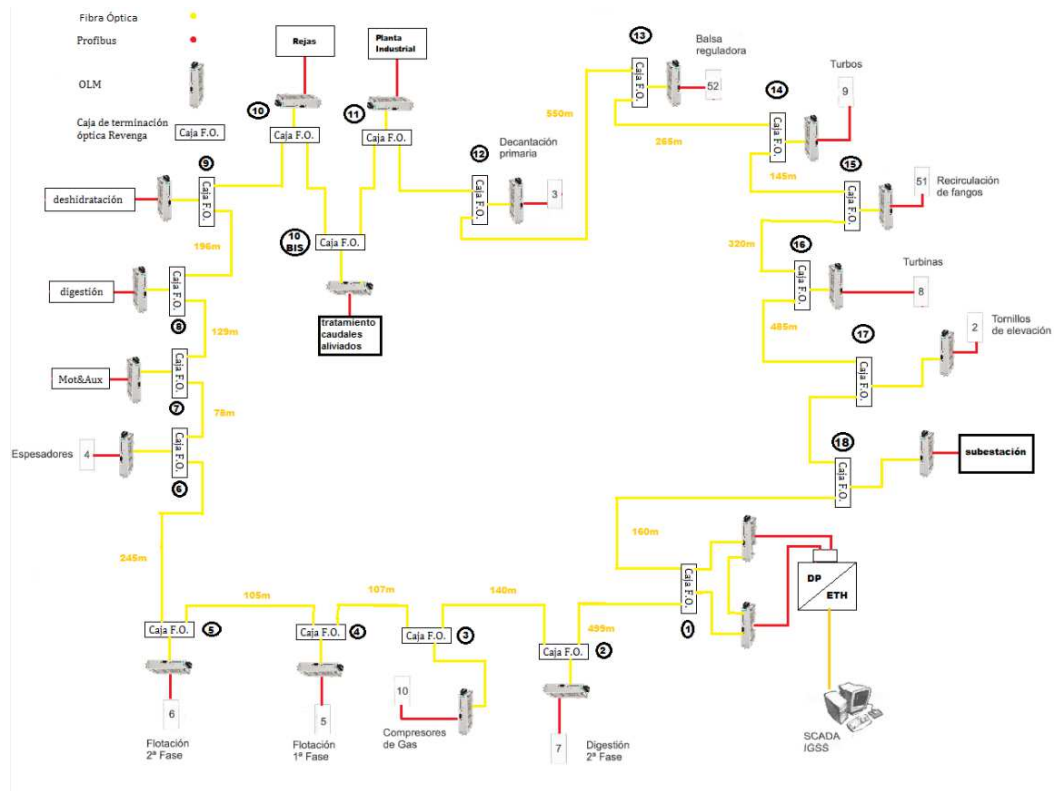 Fibra Óptica
Profibus
OLM
Caja de terminación
óptica Revenga
Caja F.O.
Rejas
Planta
Industrial
10
Caja F.O.
11
Caja F.O.
10
BIS
Caja F.O.
tratamiento
caudales
aliviados
12
Caja F.O.
Decantación
primaria
3
550m
13
Caja F.O.
Balsa
reguladora
52
265m
14
Caja F.O.
Turbos
9
145m
15
Caja F.O.
51
Recirculación
de fangos
320m
16
Caja F.O.
Turbinas
8
485m
17
Caja F.O.
2
Tornillos
de elevación
18
Caja F.O.
subestación
160m
9
Caja F.O.
deshidratación
196m
digestión
Caja F.O.
8
129m
Mot&Aux
Caja F.O.
7
78m
Espesadores
4
Caja F.O.
6
245m
Caja F.O.
5
6
Flotación
2ª Fase
105m
Caja F.O.
4
5
Flotación
1ª Fase
107m
Caja F.O.
3
10
Compresores
de Gas
140m
Caja F.O.
2
7
Digestión
2ª Fase
499m
Caja F.O.
1
DP
ETH
SCADA
IGSS